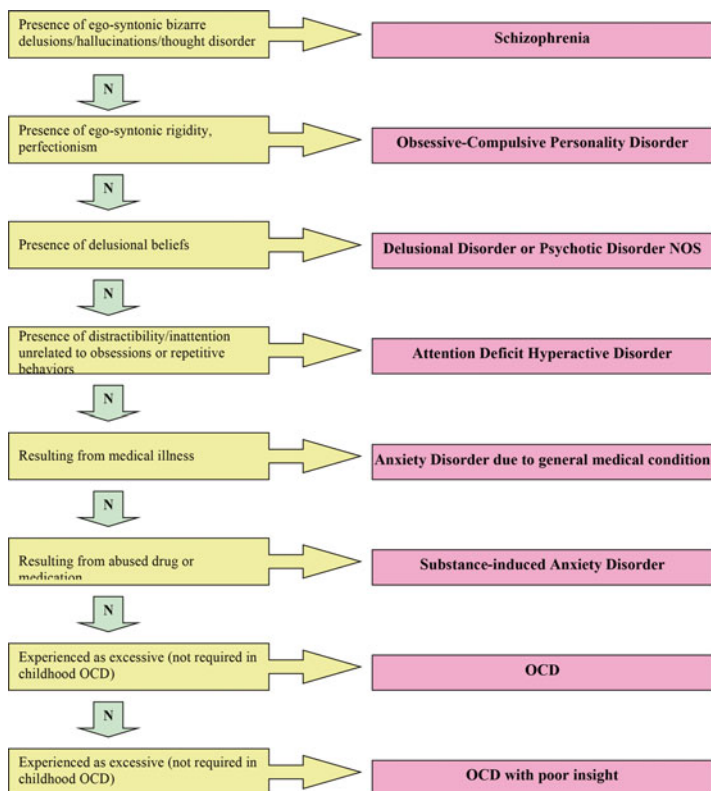 Presence of ego-syntonic bizarre
delusions/hallucinations/thought disorder
Schizophrenia
N
Presence of ego-syntonic rigidity,
perfectionism
Obsessive-Compulsive Personality Disorder
N
Presence of delusional beliefs
Delusional Disorder or Psychotic Disorder NOS
N
Presence of distractibility/inattention
unrelated to obsessions or repetitive
behaviors
Attention Deficit Hyperactive Disorder
N
Resulting from medical illness
Anxiety Disorder due to general medical condition
N
Resulting from abused drug or
medication
Substance-induced Anxiety Disorder
N
Experienced as excessive (not required in
childhood OCD)
OCD
N
Experienced as excessive (not required in
childhood OCD)
OCD with poor insight